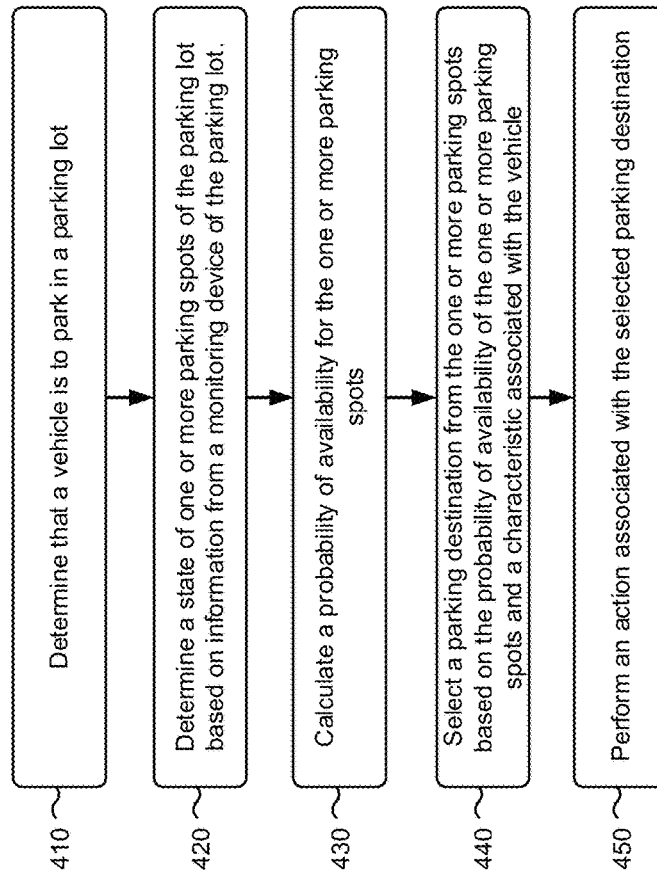 410
Determine that a vehicle is to park in a parking lot
420
Determine a state of one or more parking spots of the parking lot
based on information from a monitoring device of the parking lot.
430
Calculate a probability of availability for the one or more parking
spots
440
Select a parking destination from the one or more parking spots
based on the probability of availability of the one or more parking
spots and a characteristic associated with the vehicle
450
Perform an action associated with the selected parking destination